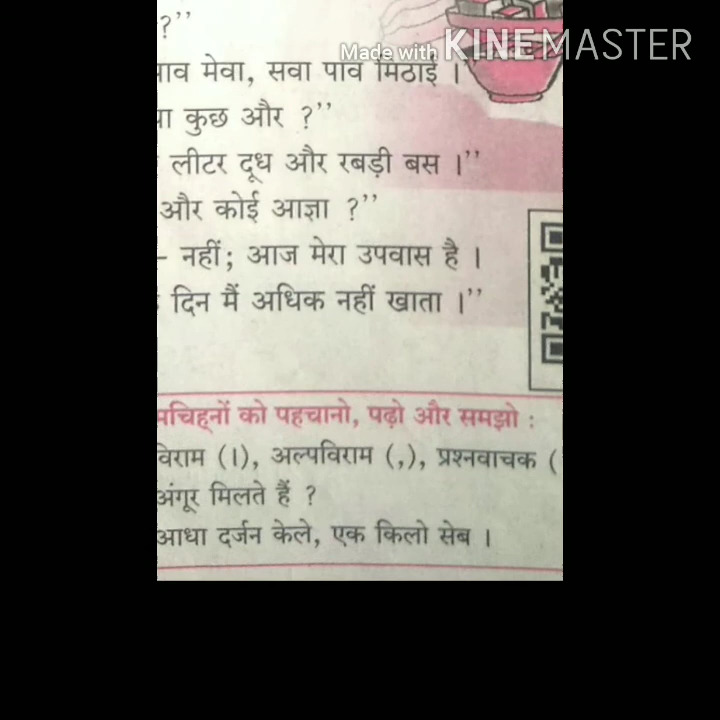 ?’’
Made with KINEMASTER
पाव मेवा, सवा पाव मिठाई ।’’
कुछ और ?’’
लीटर दूध और रबड़ी बस ।’’
और कोई आज्ञा ?’’
– नहीं; आज मेरा उपवास है ।
दिन मैं अधिक नहीं खाता ।’’
को पहचानो, पढ़ो और समझो :
विराम (।), अल्पविराम (,), प्रश्नवाचक (
अंगूर मिलते हैं ?
आधा दर्जन केले, एक किलो सेब ।